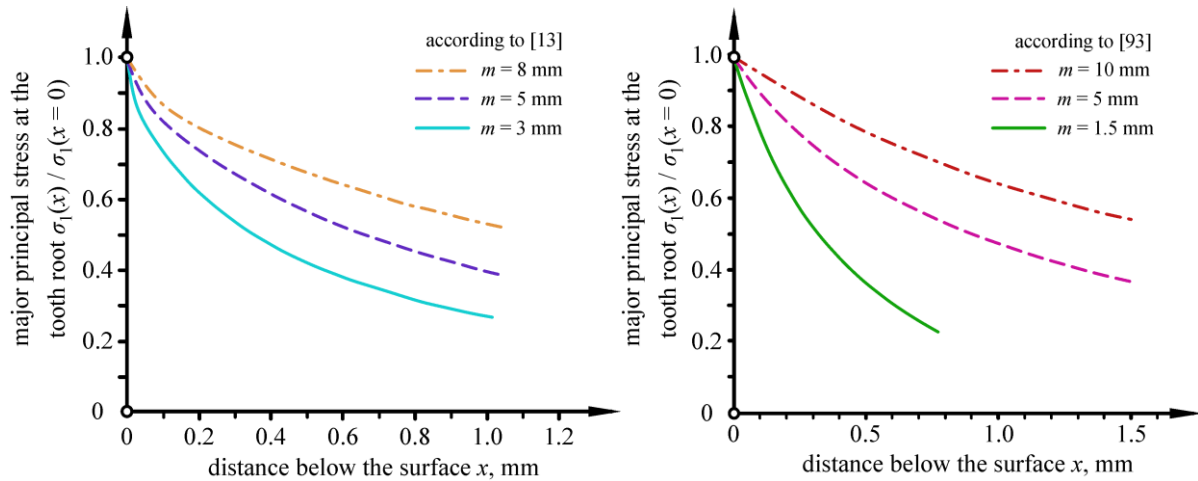 major principal stress at the
tooth root σ₁(x) / σ₁(x = 0)
1.0
0.8
0.6
0.4
0.2
0
0 0.2 0.4 0.6 0.8 1.0 1.2
distance below the surface x, mm
according to [13]
m = 8 mm
m = 5 mm
m = 3 mm
major principal stress at the
tooth root σ₁(x) / σ₁(x = 0)
1.0
0.8
0.6
0.4
0.2
0
0 0.5 1.0 1.5
distance below the surface x, mm
according to [93]
m = 10 mm
m = 5 mm
m = 1.5 mm